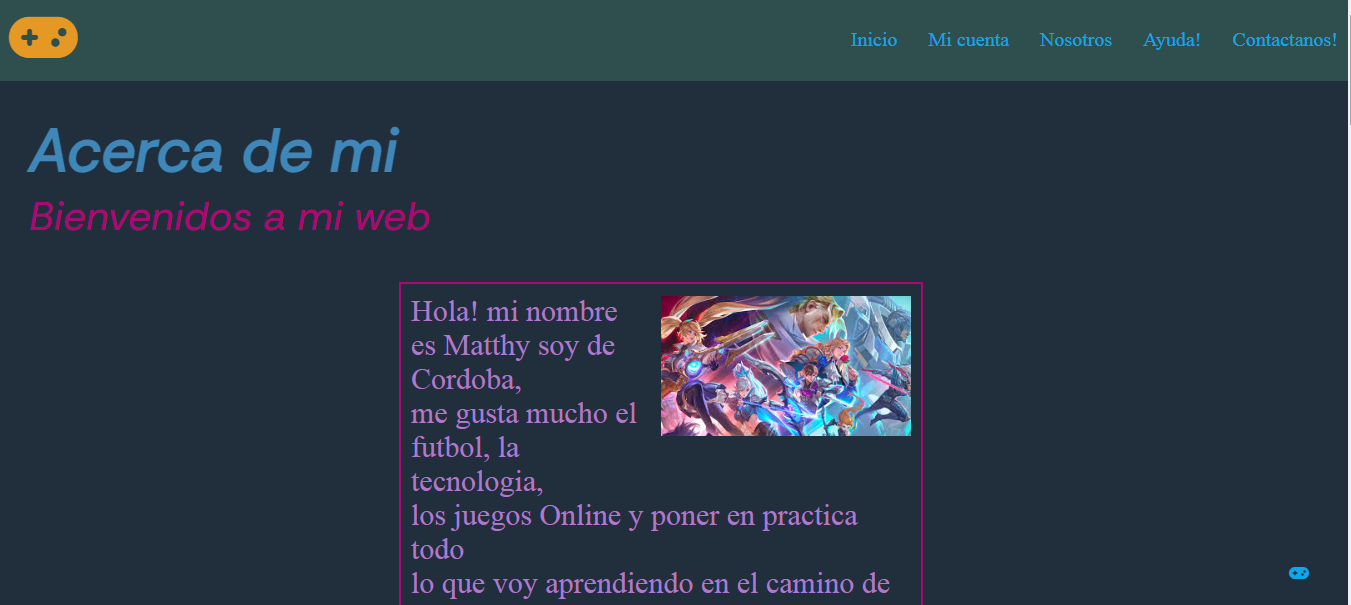 Inicio Mi cuenta Nosotros Ayuda! Contactanos!
Acerca de mi
Bienvenidos a mi web
Hola! mi nombre
es Matthy soy de
Cordoba,
me gusta mucho el
futbol, la
tecnologia,
los juegos Online y poner en practica
todo
lo que voy aprendiendo en el camino de